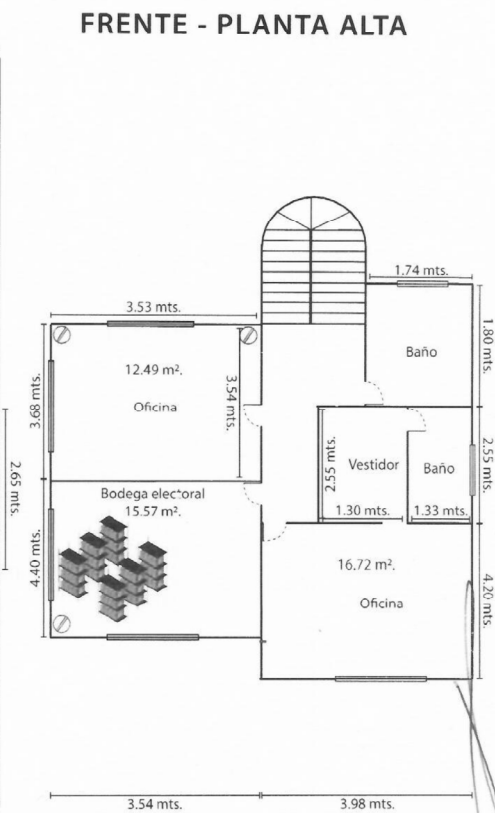 FRENTE - PLANTA ALTA
1.74 mts.
3.53 mts.
1.80 mts.
Baño
12.49 m².
Oficina
3.54 mts.
3.68 mts.
2.65 mts.
2.55 mts.
Vestidor
Baño
2.55 mts.
1.30 mts.
1.33 mts.
Bodega electoral
15.57 m².
4.40 mts.
16.72 m².
Oficina
4.20 mts.
3.54 mts.
3.98 mts.